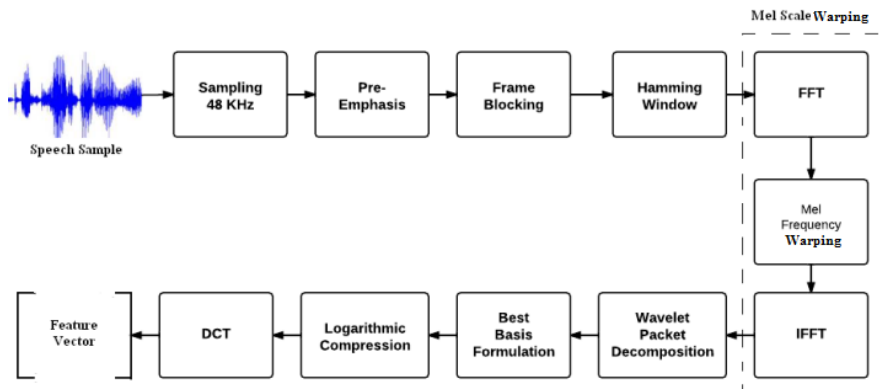 Mel Scale Warping
Sampling
48 KHz
Pre-
Emphasis
Frame
Blocking
Hamming
Window
FFT
Speech Sample
Mel
Frequency
Warping
Feature
Vector
DCT
Logarithmic
Compression
Best
Basis
Formulation
Wavelet
Packet
Decomposition
IFFT